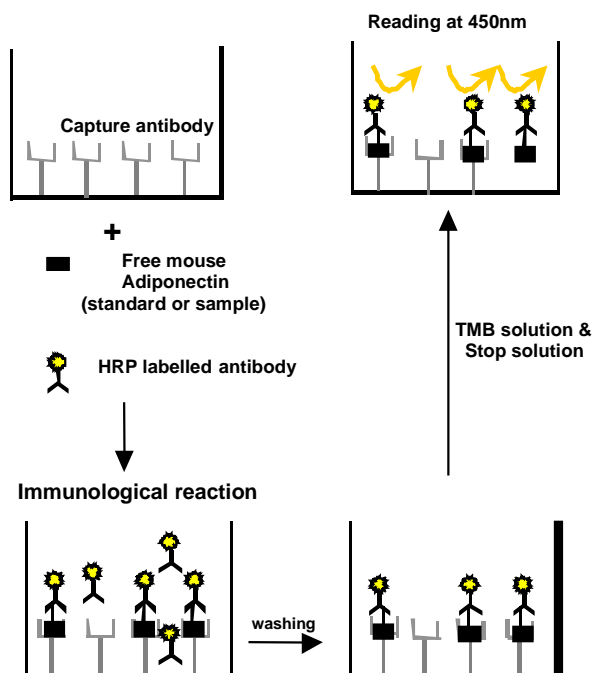 Capture antibody
+
Free mouse
Adiponectin
(standard or sample)
HRP labelled antibody
Immunological reaction
washing
TMB solution &
Stop solution
Reading at 450nm